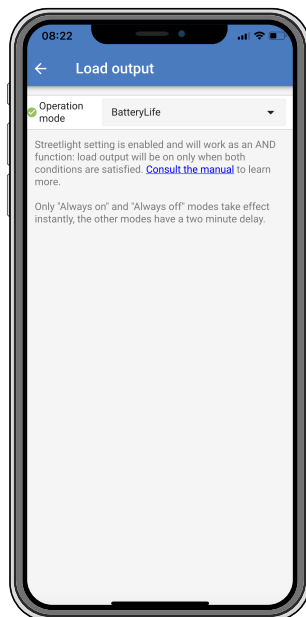 08:22
Load output
Operation
mode
BatteryLife
Streetlight setting is enabled and will work as an AND
function: load output will be on only when both
conditions are satisfied. Consult the manual to learn
more.
Only "Always on" and "Always off" modes take effect
instantly, the other modes have a two minute delay.